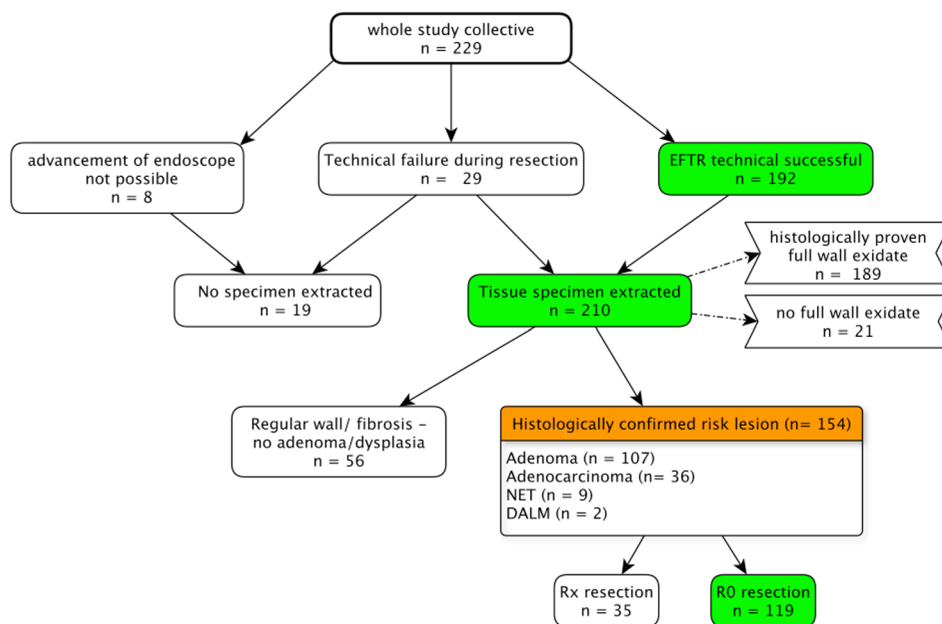 whole study collective
n = 229
advancement of endoscope
not possible
n = 8
Technical failure during resection
n = 29
EFTR technical successful
n = 192
histologically proven
full wall exidate
n = 189
No specimen extracted
n = 19
Tissue specimen extracted
n = 210
no full wall exidate
n = 21
Regular wall/ fibrosis –
no adenoma/dysplasia
n = 56
Histologically confirmed risk lesion (n= 154)
Adenoma (n = 107)
Adenocarcinoma (n= 36)
NET (n = 9)
DALM (n = 2)
Rx resection
n = 35
R0 resection
n = 119